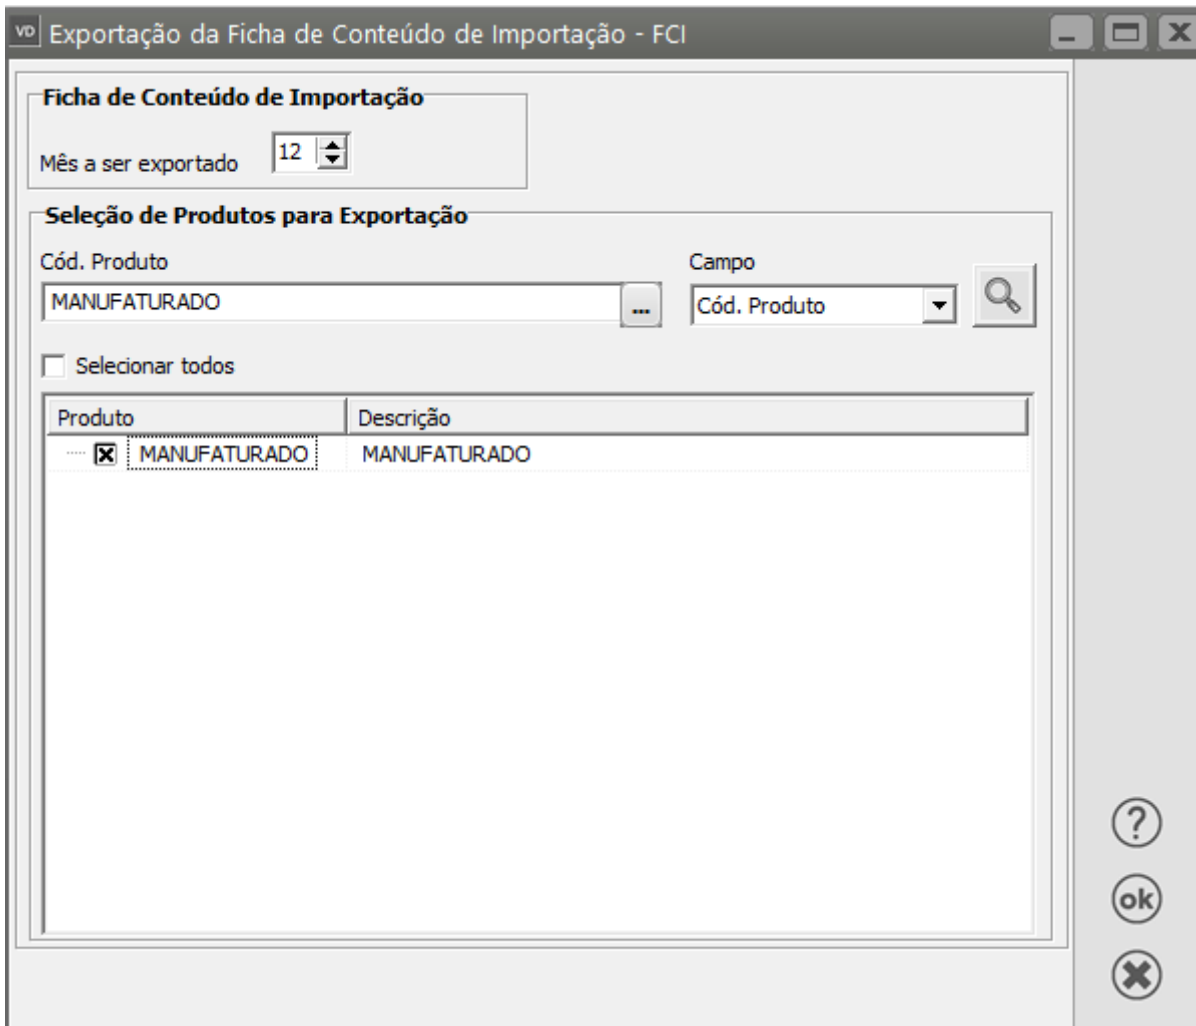 VD Exportação da Ficha de Conteúdo de Importação - FCI
Ficha de Conteúdo de Importação
Mês a ser exportado 12
Seleção de Produtos para Exportação
Cód. Produto Campo
MANUFATURADO ... Cód. Produto
Selecionar todos
Produto Descrição
MANUFATURADO MANUFATURADO
?
ok